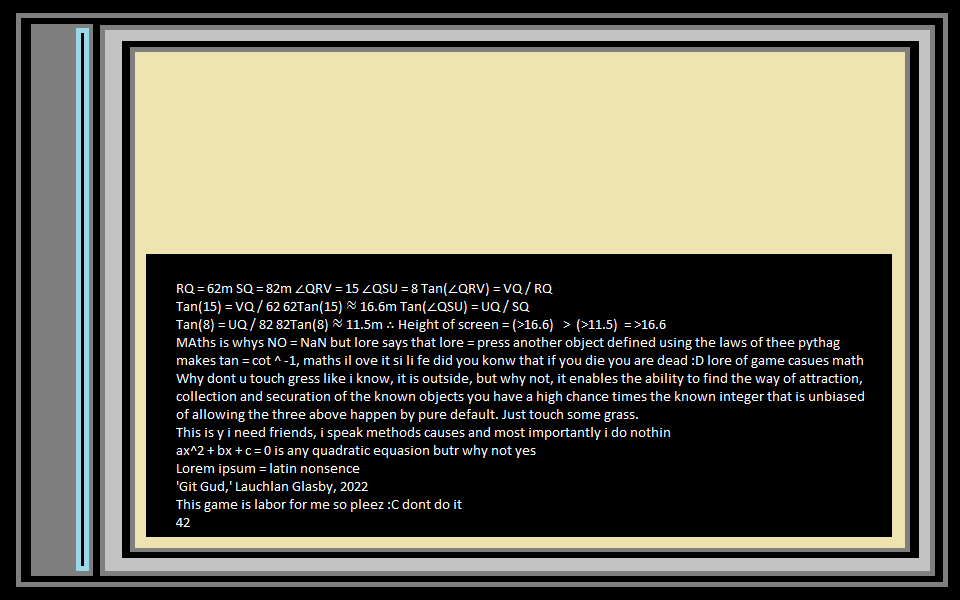 RQ = 62m SQ = 82m ∠QRV = 15 ∠QSU = 8 Tan(∠QRV) = VQ / RQ
Tan(15) = VQ / 62 62Tan(15) ≈ 16.6m Tan(∠QSU) = UQ / SQ
Tan(8) = UQ / 82 82Tan(8) ≈ 11.5m ∴ Height of screen = (>16.6)  >  (>11.5)  = >16.6
MAths is whys NO = NaN but lore says that lore = press another object defined using the laws of thee pythag
makes tan = cot ^ -1, maths il ove it si li fe did you konw that if you die you are dead :D lore of game casues math
Why dont u touch gress like i know, it is outside, but why not, it enables the ability to find the way of attraction,
collection and securation of the known objects you have a high chance times the known integer that is unbiased
of allowing the three above happen by pure default. Just touch some grass.
This is y i need friends, i speak methods causes and most importantly i do nothin
ax^2 + bx + c = 0 is any quadratic equasion butr why not yes
Lorem ipsum = latin nonsence
'Git Gud,' Lauchlan Glasby, 2022
This game is labor for me so pleez :C dont do it
42